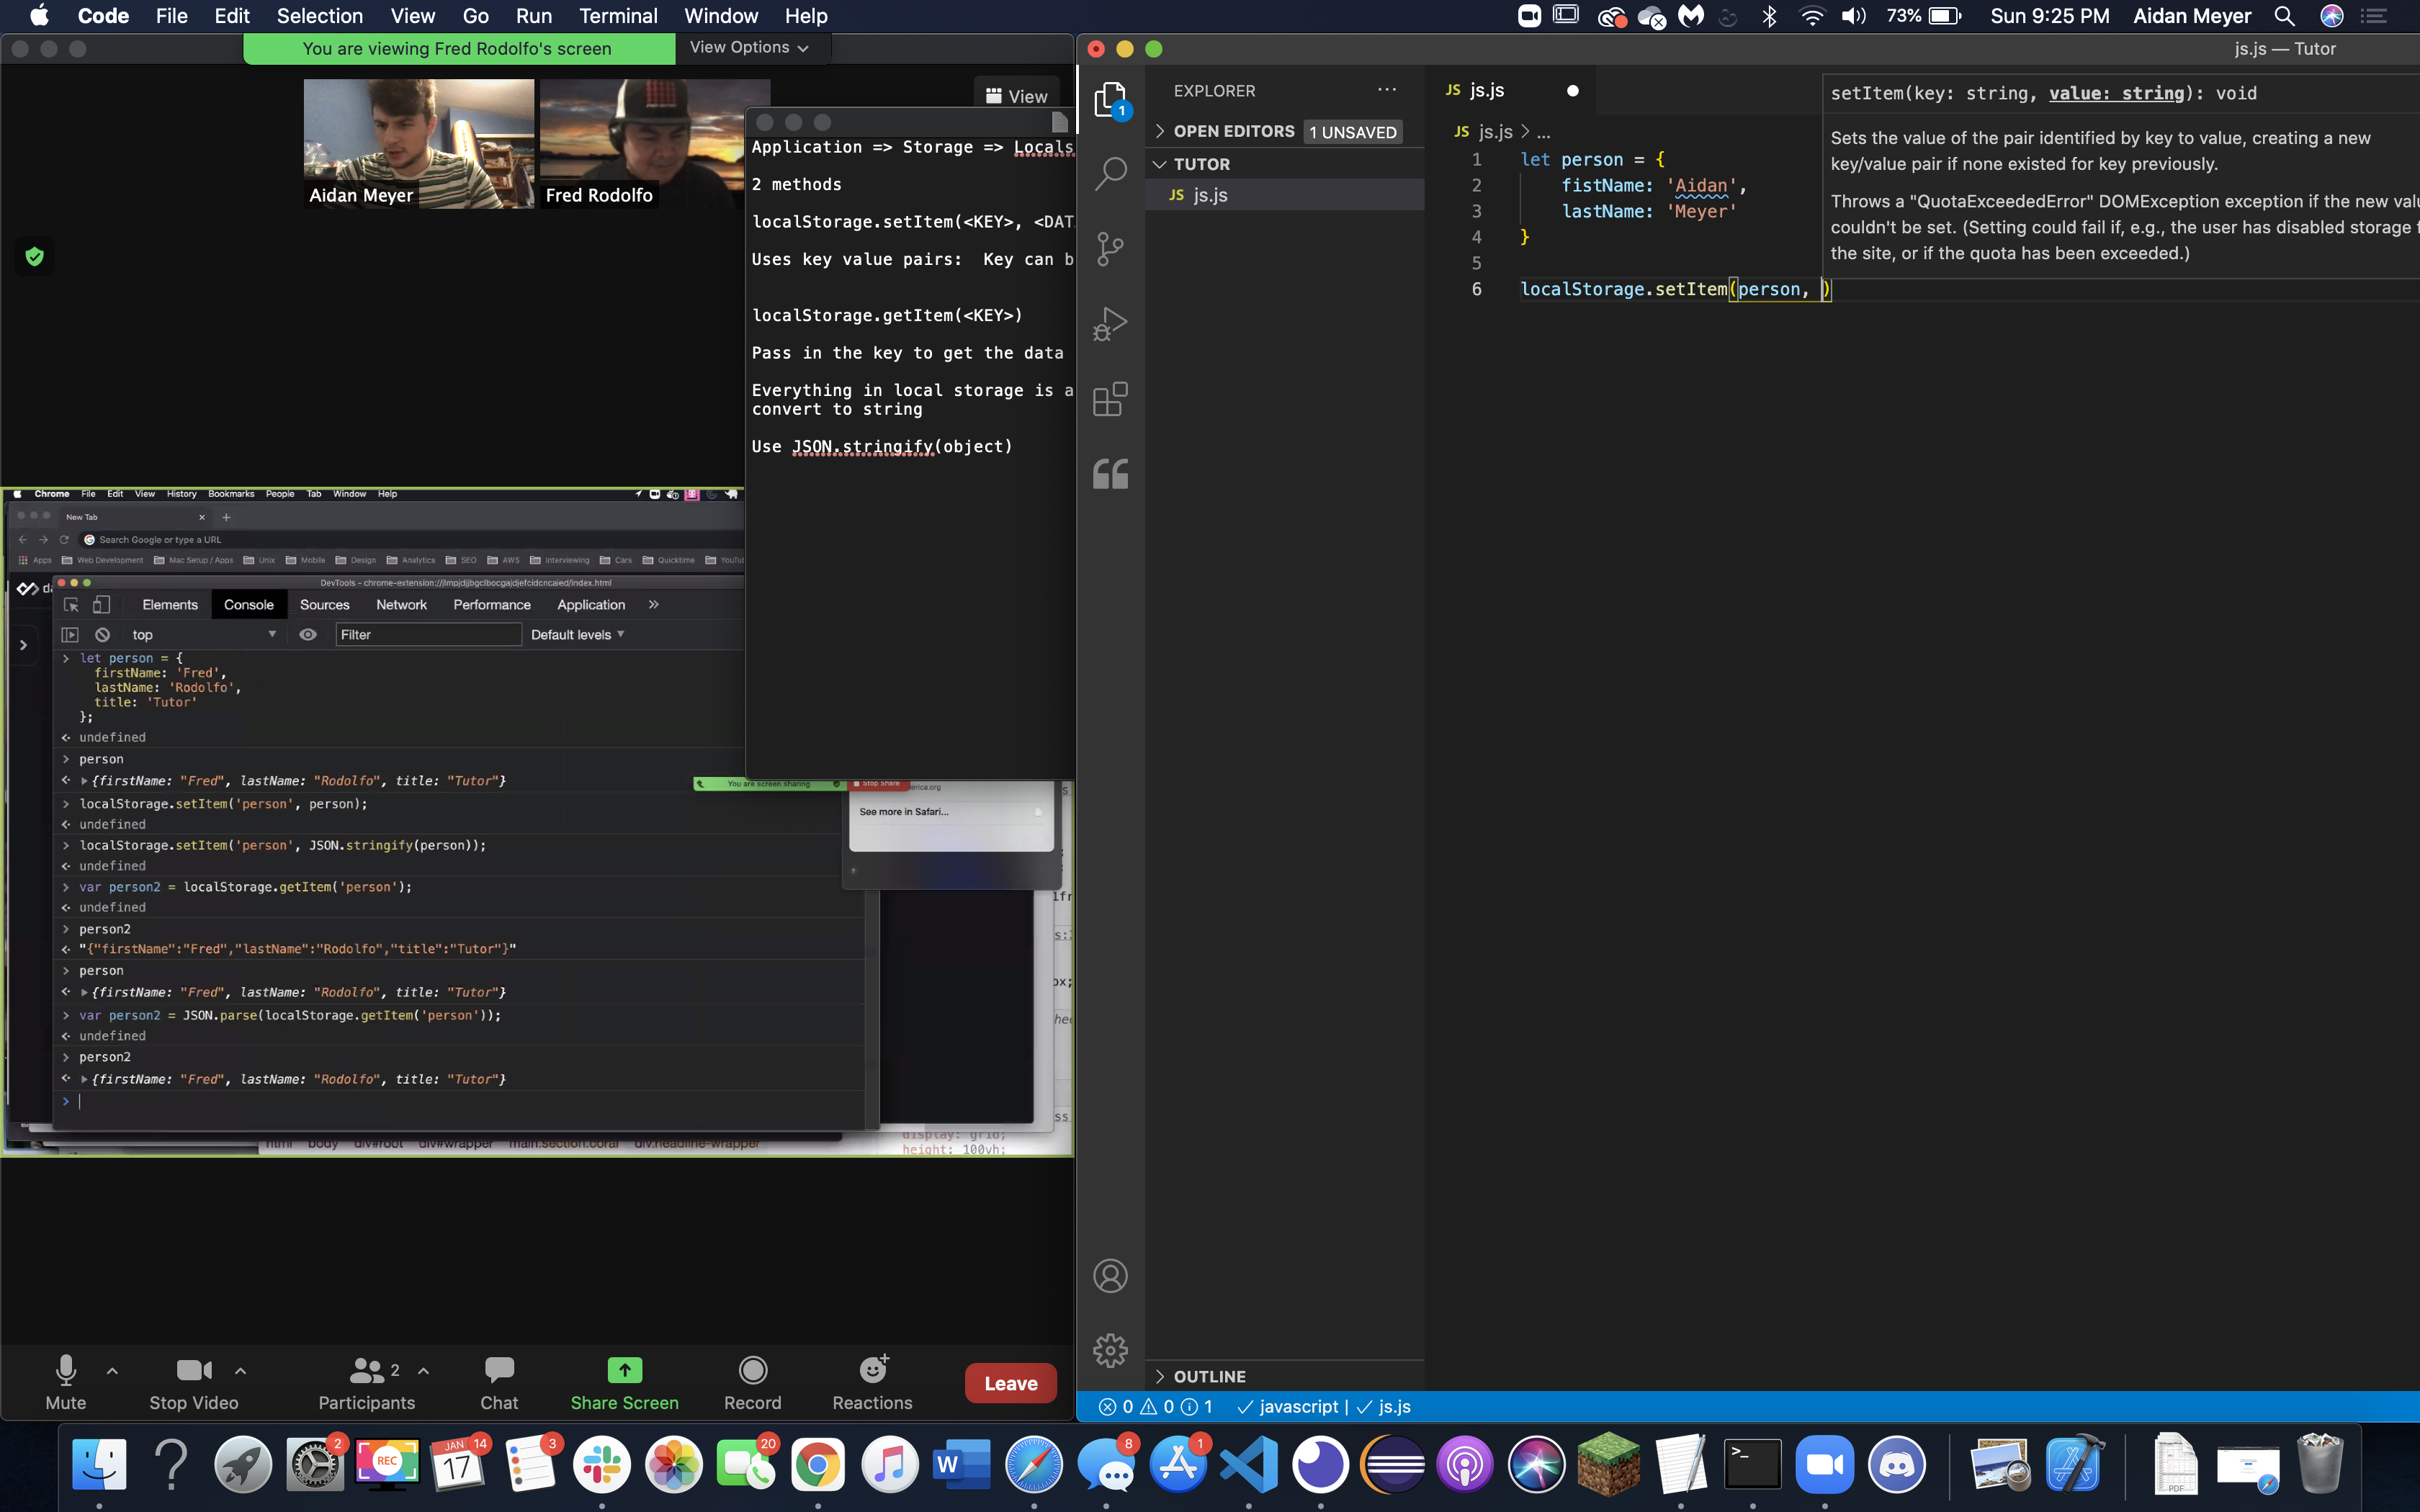 Code File Edit Selection View Go Run Terminal Window Help
73% Sun 9:25 PM Aidan Meyer
You are viewing Fred Rodolfo's screen View Options
View
Aidan Meyer
Fred Rodolfo
Application => Storage => Locals
2 methods
localStorage.setItem(<KEY>, <DAT
Uses key value pairs: Key can b
localStorage.getItem(<KEY>)
Pass in the key to get the data
Everything in local storage is a
convert to string
Use JSON.stringify(object)
Chrome File Edit View History Bookmarks People Tab Window Help
New Tab
Search Google or type a URL
Apps Web Development Mac Setup / Apps Unix Mobile Design Analytics SEO AWS Interviewing Cars Quicktime
Elements Console Sources Network Performance Application
top Filter Default levels
let person = {
firstName: 'Fred',
lastName: 'Rodolfo',
title: 'Tutor'
};
undefined
person
{firstName: "Fred", lastName: "Rodolfo", title: "Tutor"}
localStorage.setItem('person', person);
undefined
localStorage.setItem('person', JSON.stringify(person));
undefined
var person2 = localStorage.getItem('person');
undefined
person2
"{"firstName":"Fred","lastName":"Rodolfo","title":"Tutor"}"
person
{firstName: "Fred", lastName: "Rodolfo", title: "Tutor"}
var person2 = JSON.parse(localStorage.getItem('person'));
undefined
person2
{firstName: "Fred", lastName: "Rodolfo", title: "Tutor"}
You are screen sharing Stop Share
erica.org
See more in Safari...
html body div#root div#wrapper main.section.coral div.headline-wrapper
display: grid;
height: 100vh;
Mute Stop Video Participants 2 Chat Share Screen Record Reactions Leave
js.js — Tutor
EXPLORER
OPEN EDITORS 1 UNSAVED
TUTOR
JS js.js
OUTLINE
1
JS js.js
JS js.js > ...
1 let person = {
2 fistName: 'Aidan',
3 lastName: 'Meyer'
4 }
5
6 localStorage.setItem(person, )
setItem(key: string, value: string): void
Sets the value of the pair identified by key to value, creating a new
key/value pair if none existed for key previously.
Throws a "QuotaExceededError" DOMException exception if the new valu
couldn't be set. (Setting could fail if, e.g., the user has disabled storage f
the site, or if the quota has been exceeded.)
0 0 1 javascript | js.js
2 REC JAN 17 14 3 20 W 8 1 >_ PDF